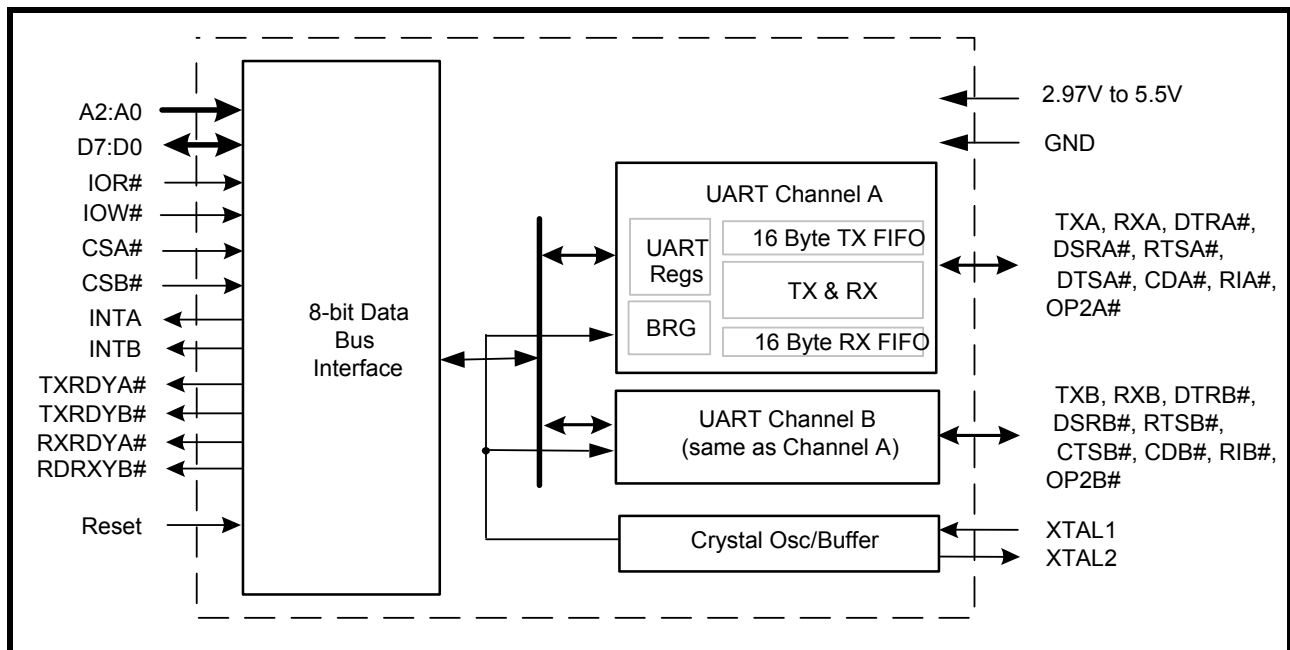 A2:A0
D7:D0
IOR#
IOW#
CSA#
CSB#
INTA
INTB
TXRDYA#
TXRDYB#
RXRDYA#
RDRXYB#
Reset
8-bit Data
Bus
Interface
UART Channel A
UART
Regs
BRG
16 Byte TX FIFO
TX & RX
16 Byte RX FIFO
UART Channel B
(same as Channel A)
Crystal Osc/Buffer
2.97V to 5.5V
GND
TXA, RXA, DTRA#,
DSRA#, RTSA#,
DTSA#, CDA#, RIA#,
OP2A#
TXB, RXB, DTRB#,
DSRB#, RTSB#,
CTSB#, CDB#, RIB#,
OP2B#
XTAL1
XTAL2